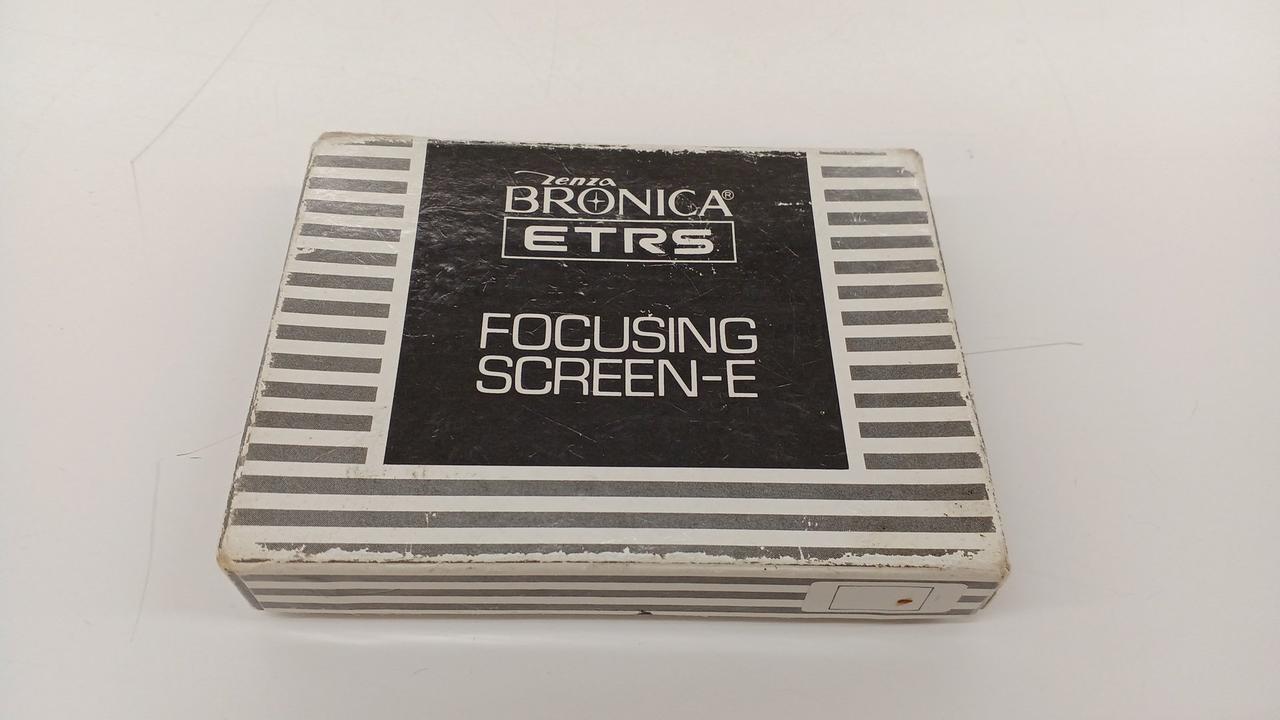 Zenza
BRONICA®
ETRS
FOCUSING
SCREEN-E